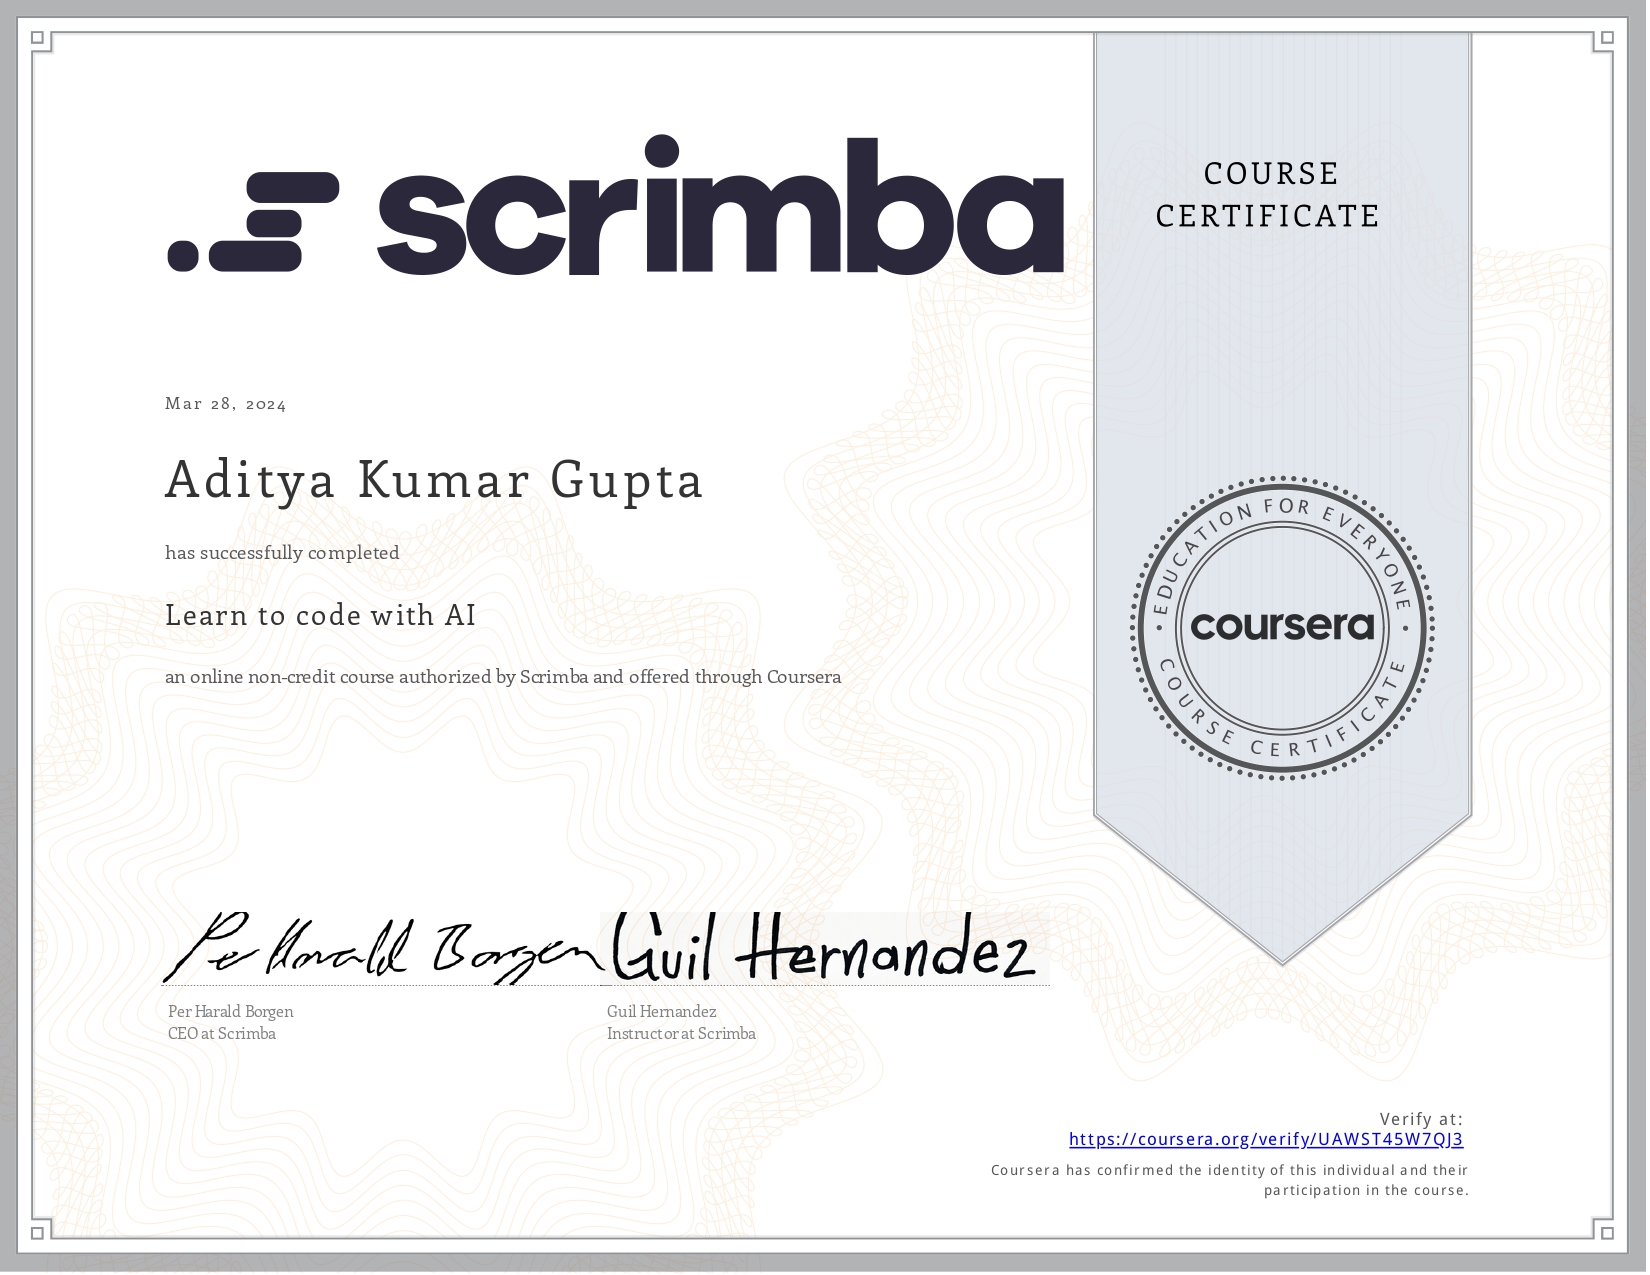 scrimba
COURSE
CERTIFICATE
Mar 28, 2024
Aditya Kumar Gupta
has successfully completed
Learn to code with AI
an online non-credit course authorized by Scrimba and offered through Coursera
EDUCATION FOR EVERYONE
coursera
COURSE CERTIFICATE
Per Harald Borgen
Guil Hernandez
Per Harald Borgen
CEO at Scrimba
Guil Hernandez
Instructor at Scrimba
Verify at:
https://coursera.org/verify/UAWST45W7QJ3
Coursera has confirmed the identity of this individual and their
participation in the course.